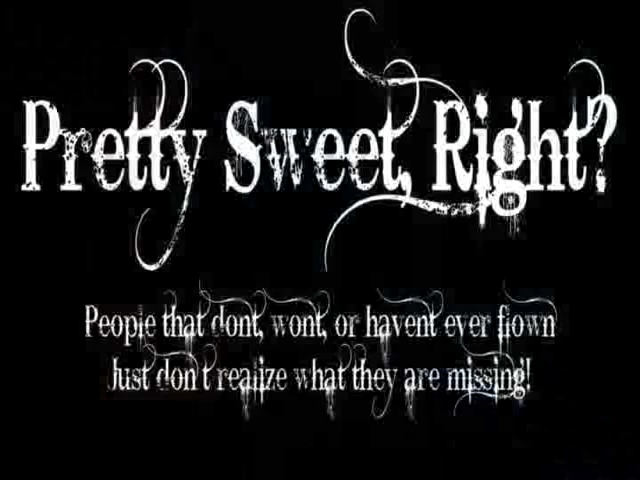 Pretty Sweet, Right?
People that dont, wont, or havent ever flown
Just don't realize what they are missing!